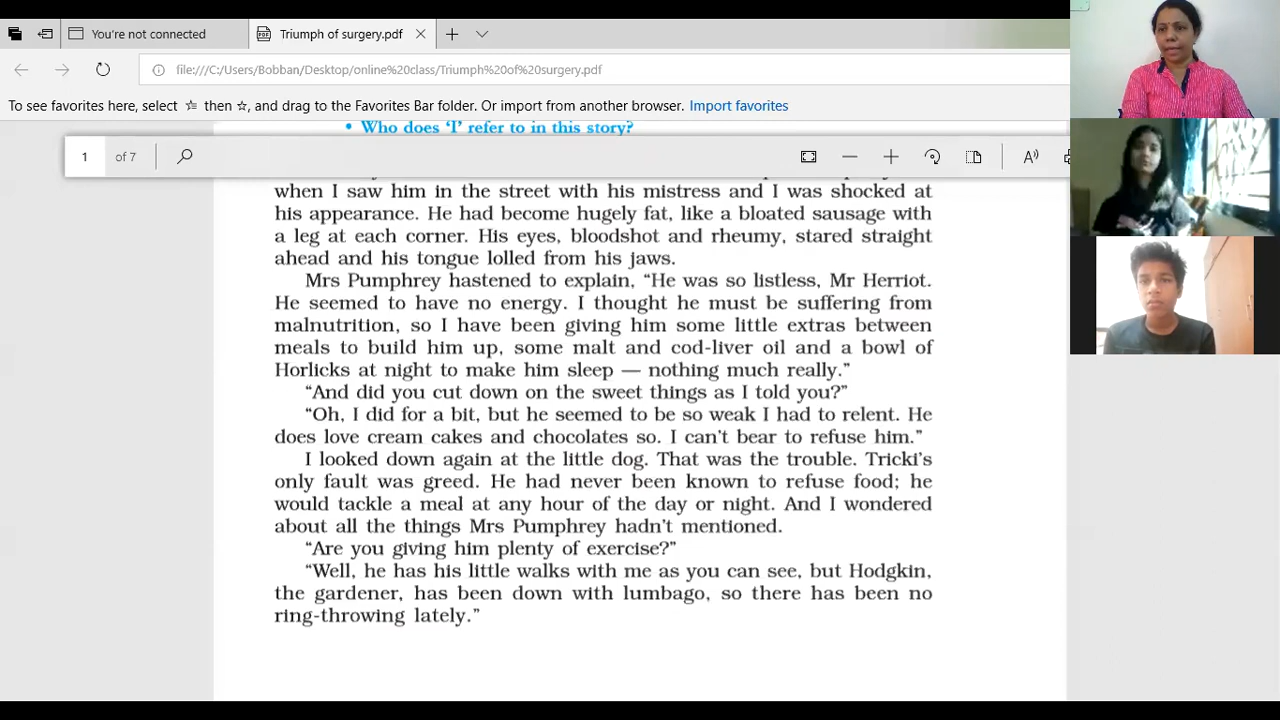 You're not connected
Triumph of surgery.pdf
file:///C:/Users/Bobban/Desktop/online%20class/Triumph%20of%20surgery.pdf
To see favorites here, select then ☆, and drag to the Favorites Bar folder. Or import from another browser. Import favorites
• Who does 'I' refer to in this story?
1 of 7
when I saw him in the street with his mistress and I was shocked at
his appearance. He had become hugely fat, like a bloated sausage with
a leg at each corner. His eyes, bloodshot and rheumy, stared straight
ahead and his tongue lolled from his jaws.
Mrs Pumphrey hastened to explain, “He was so listless, Mr Herriot.
He seemed to have no energy. I thought he must be suffering from
malnutrition, so I have been giving him some little extras between
meals to build him up, some malt and cod-liver oil and a bowl of
Horlicks at night to make him sleep — nothing much really.”
“And did you cut down on the sweet things as I told you?”
“Oh, I did for a bit, but he seemed to be so weak I had to relent. He
does love cream cakes and chocolates so. I can't bear to refuse him.”
I looked down again at the little dog. That was the trouble. Tricki's
only fault was greed. He had never been known to refuse food; he
would tackle a meal at any hour of the day or night. And I wondered
about all the things Mrs Pumphrey hadn't mentioned.
“Are you giving him plenty of exercise?”
“Well, he has his little walks with me as you can see, but Hodgkin,
the gardener, has been down with lumbago, so there has been no
ring-throwing lately.”